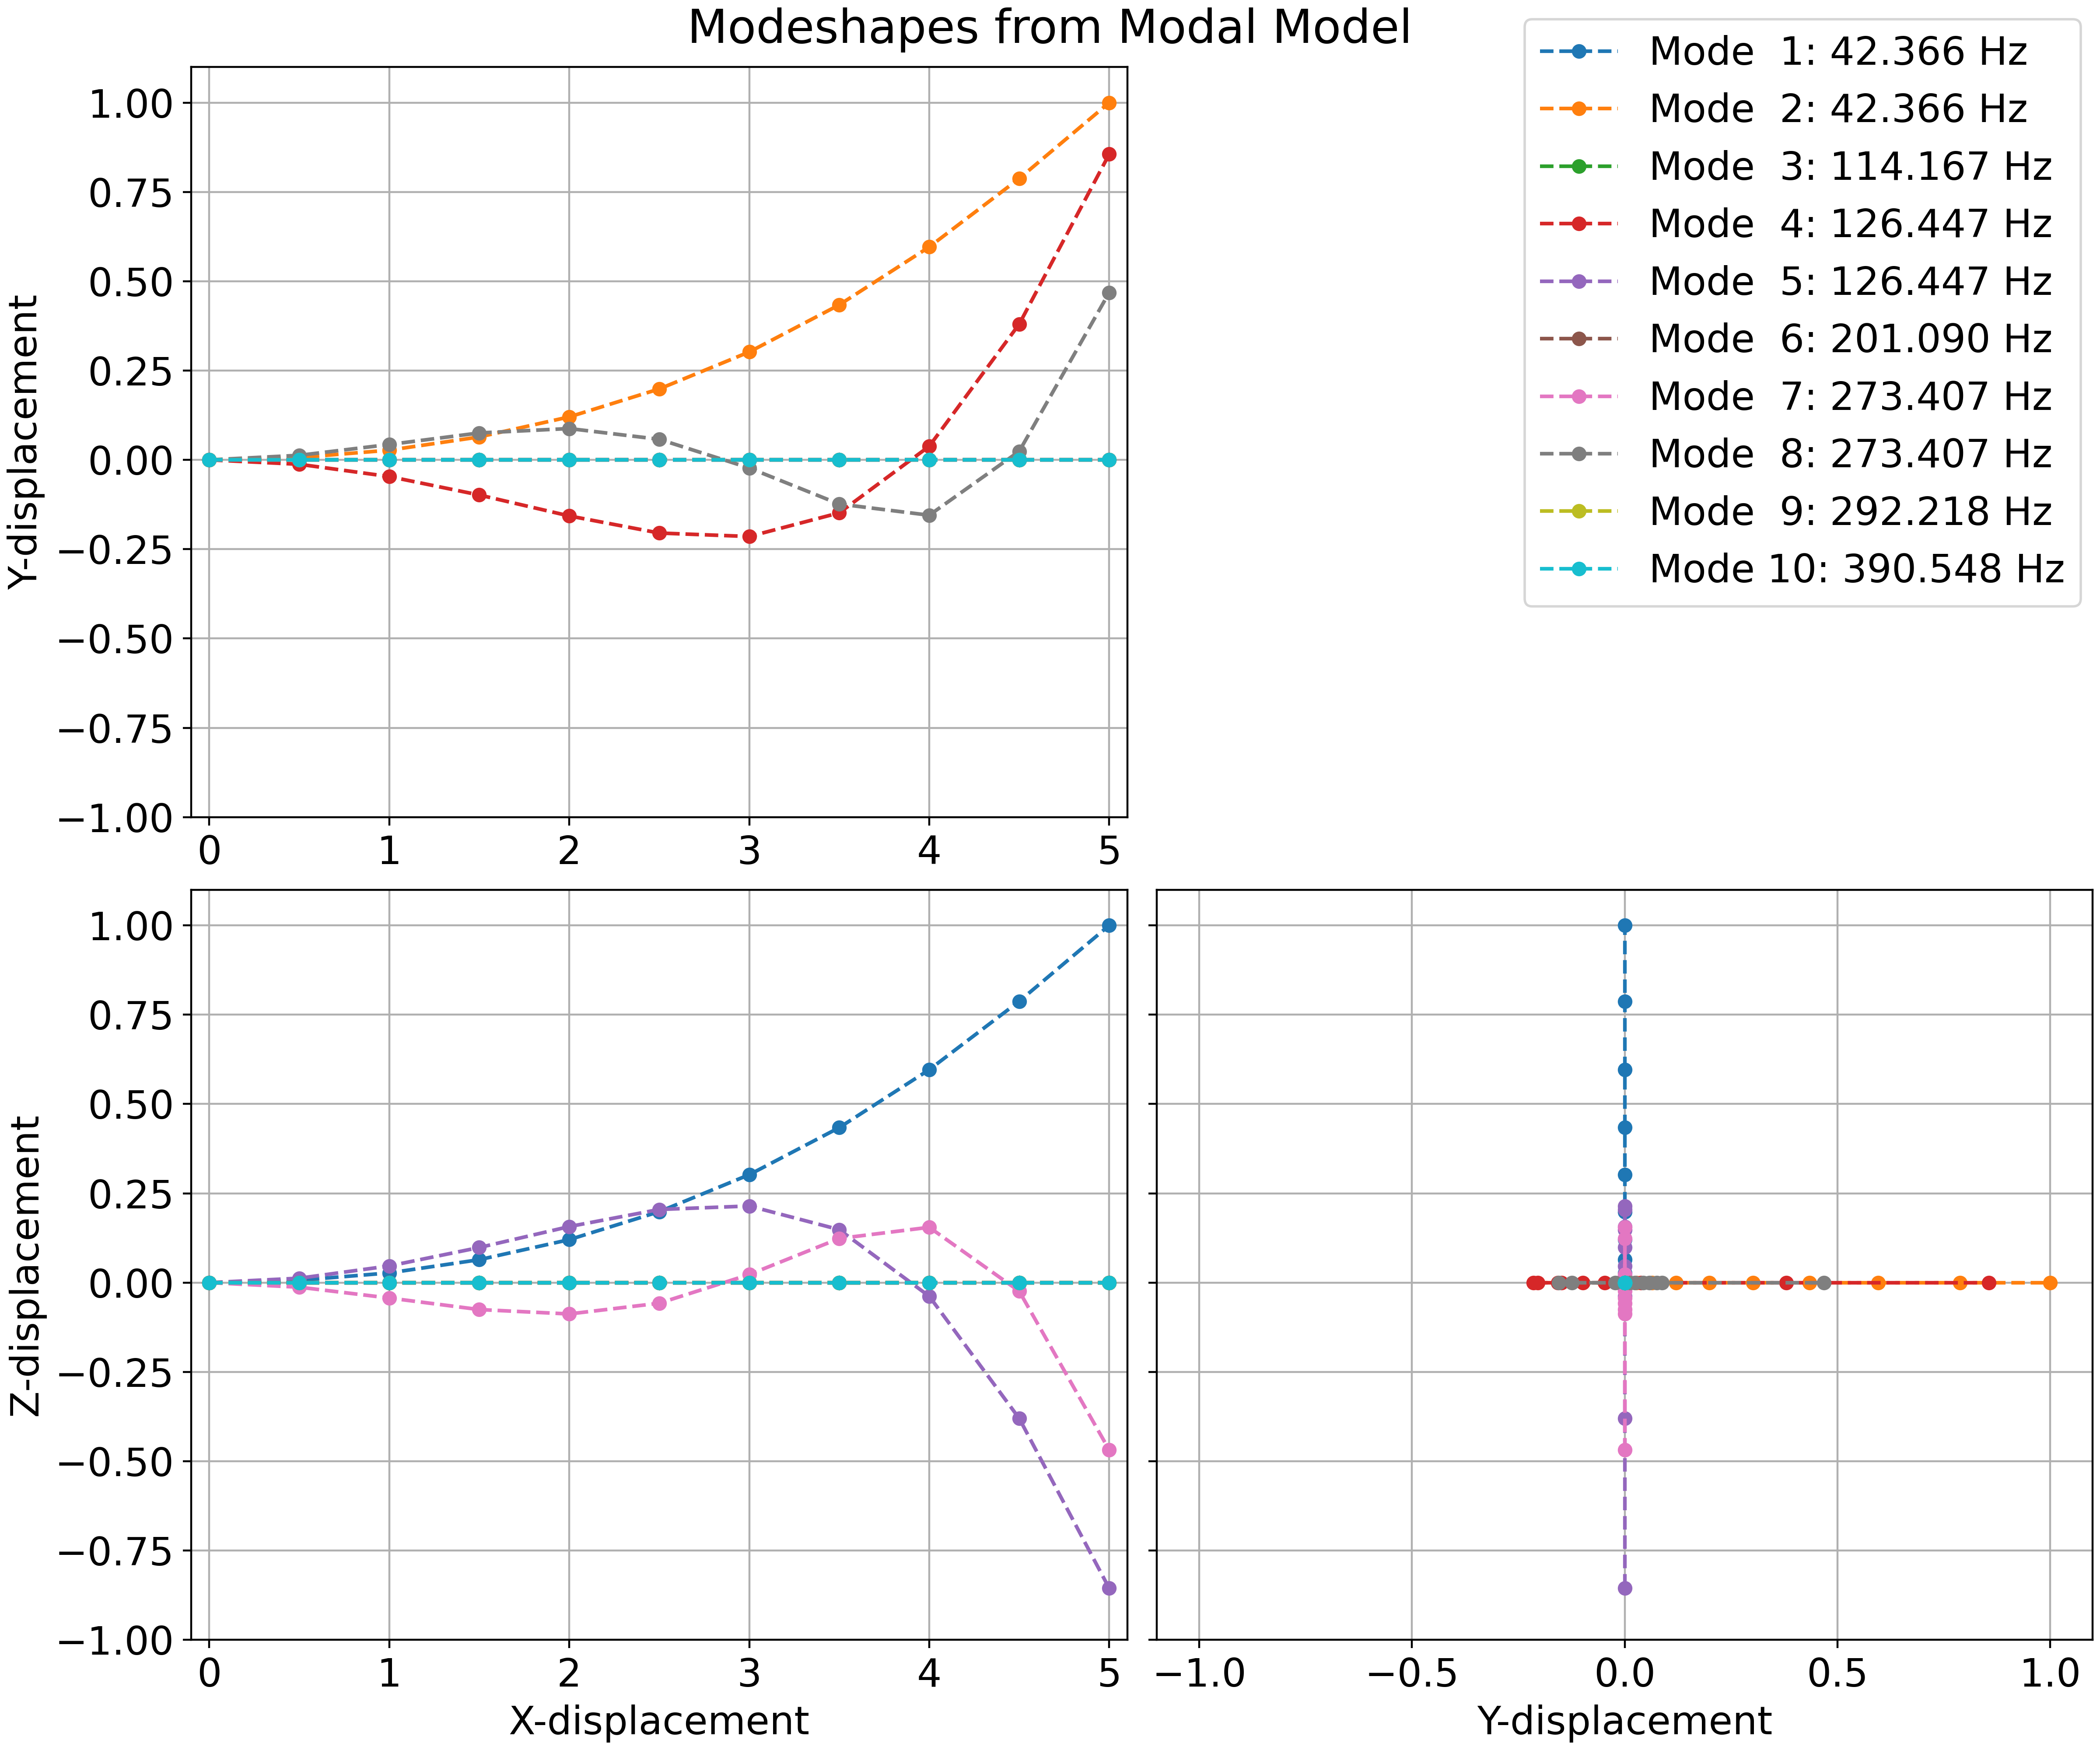 Modeshapes from Modal Model
Mode 1: 42.366 Hz
Mode 2: 42.366 Hz
Mode 3: 114.167 Hz
Mode 4: 126.447 Hz
Mode 5: 126.447 Hz
Mode 6: 201.090 Hz
Mode 7: 273.407 Hz
Mode 8: 273.407 Hz
Mode 9: 292.218 Hz
Mode 10: 390.548 Hz
Y-displacement
1.00
0.75
0.50
0.25
0.00
−0.25
−0.50
−0.75
−1.00
0 1 2 3 4 5
Z-displacement
1.00
0.75
0.50
0.25
0.00
−0.25
−0.50
−0.75
−1.00
0 1 2 3 4 5
X-displacement
−1.0 −0.5 0.0 0.5 1.0
Y-displacement